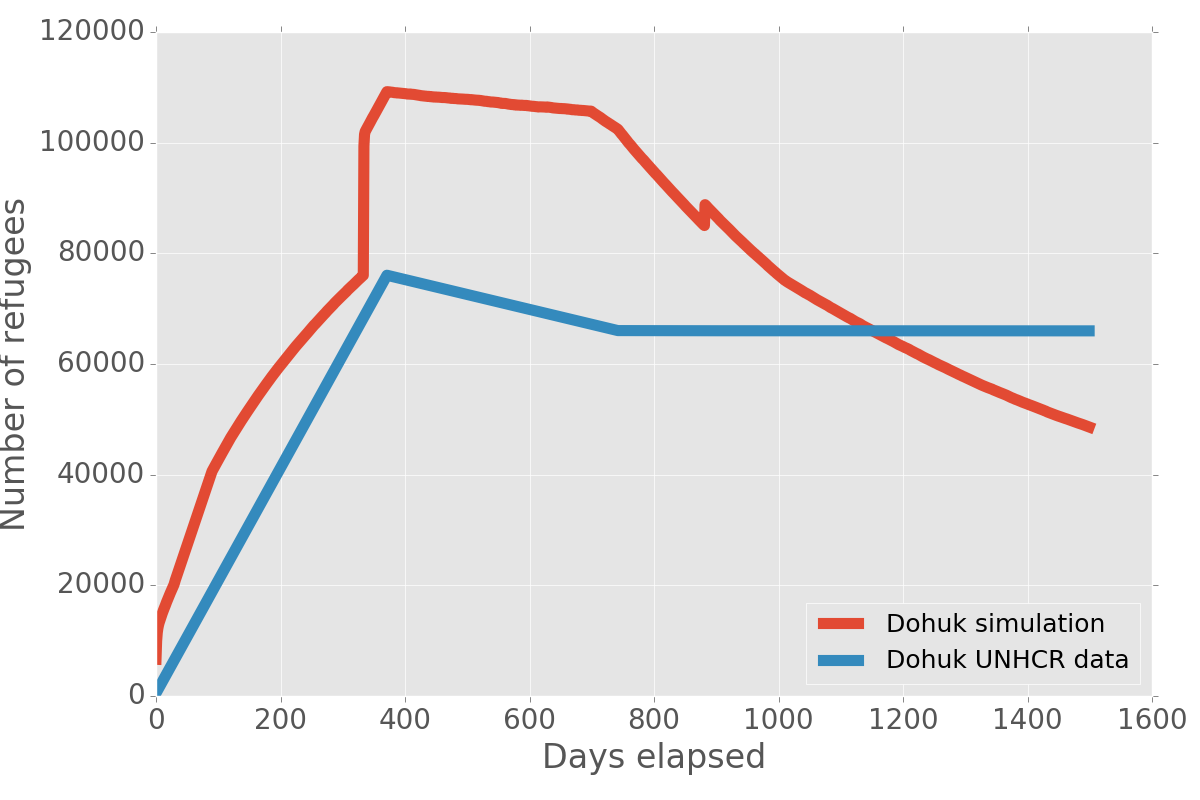 120000
100000
80000
60000
40000
20000
0
Number of refugees
0 200 400 600 800 1000 1200 1400 1600
Days elapsed
Dohuk simulation
Dohuk UNHCR data